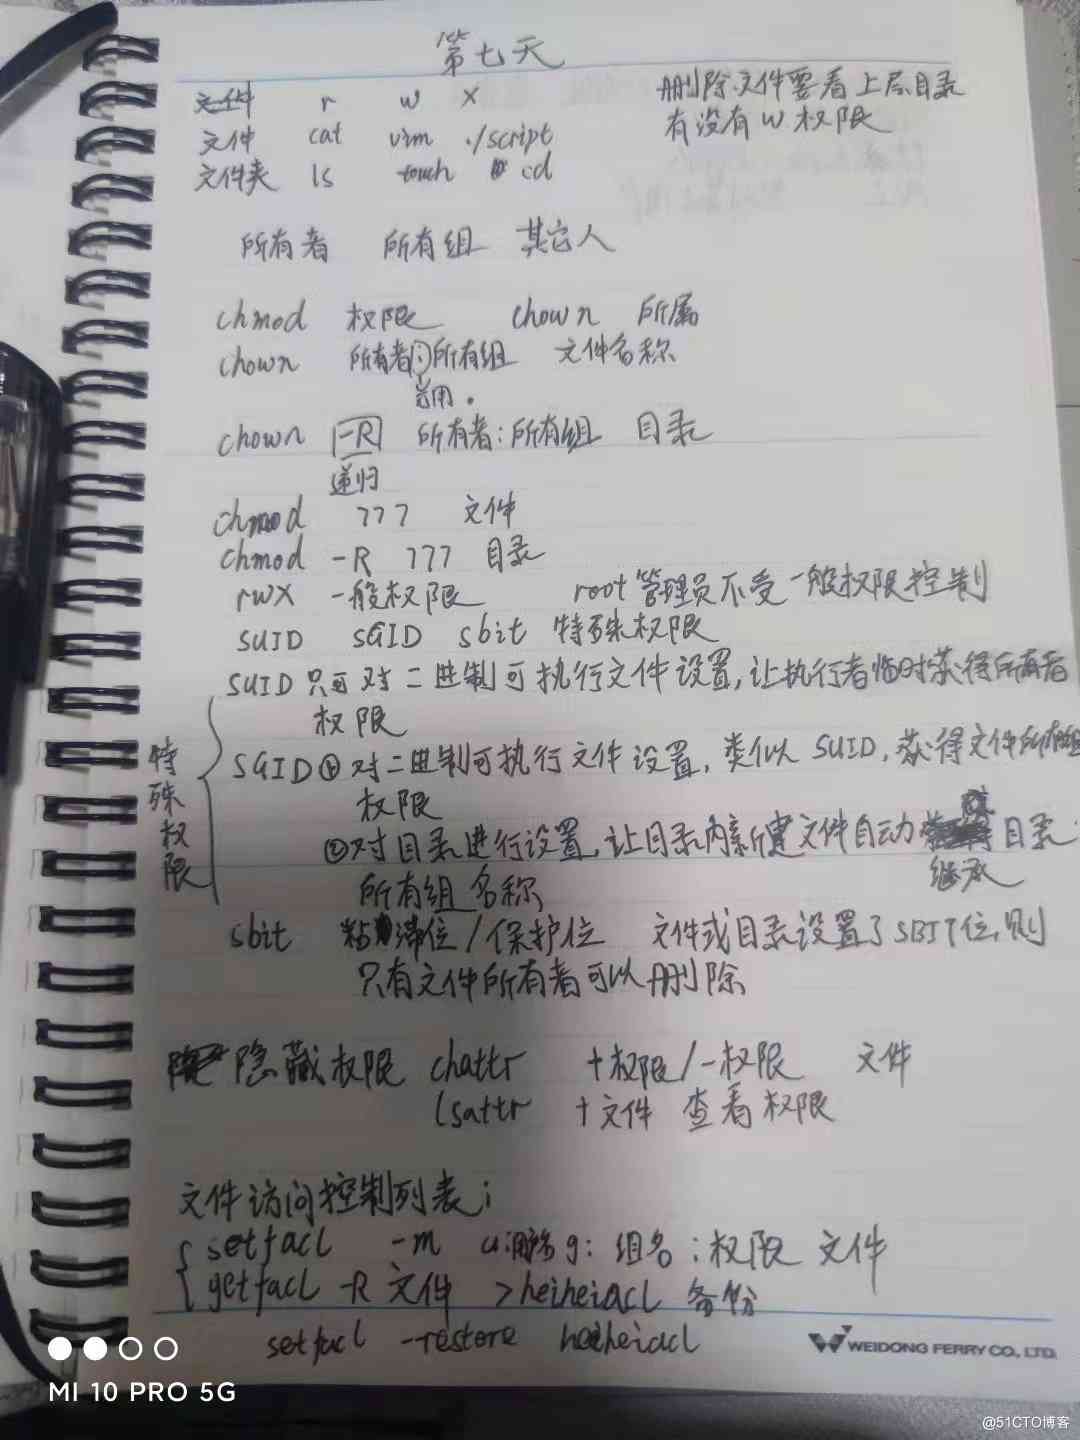 第七天
文件 r w x 删除文件要看上层目录
文件 cat vim ./script 有没有w权限
文件夹 ls touch cd
所有者 所有组 其它人
chmod 权限 chown 所属
chown 所有者:所有组 文件名称
chown -R 所有者:所有组 目录
递归
chmod 777 文件
chmod -R 777 目录
rwx 一般权限 root管理员不受一般权限控制
SUID SGID sbit 特殊权限
特殊权限
SUID只可对二进制可执行文件设置,让执行者临时获得所有者
权限
SGID①对二进制可执行文件设置,类似SUID,获得文件所有组
权限
②对目录进行设置,让目录内新建文件自动继承目录
所有组名称
sbit 粘滞位/保护位 文件或目录设置了SBIT位,则
只有文件所有者可以删除
隐藏权限 chattr +权限/-权限 文件
lsattr +文件 查看权限
文件访问控制列表:
setfacl -m u:用户名 g:组名:权限 文件
getfacl -R 文件 >heiheiacl 备份
setfacl -restore heiheiacl
WEIDONG FERRY CO., LTD.
MI 10 PRO 5G
@51CTO博客